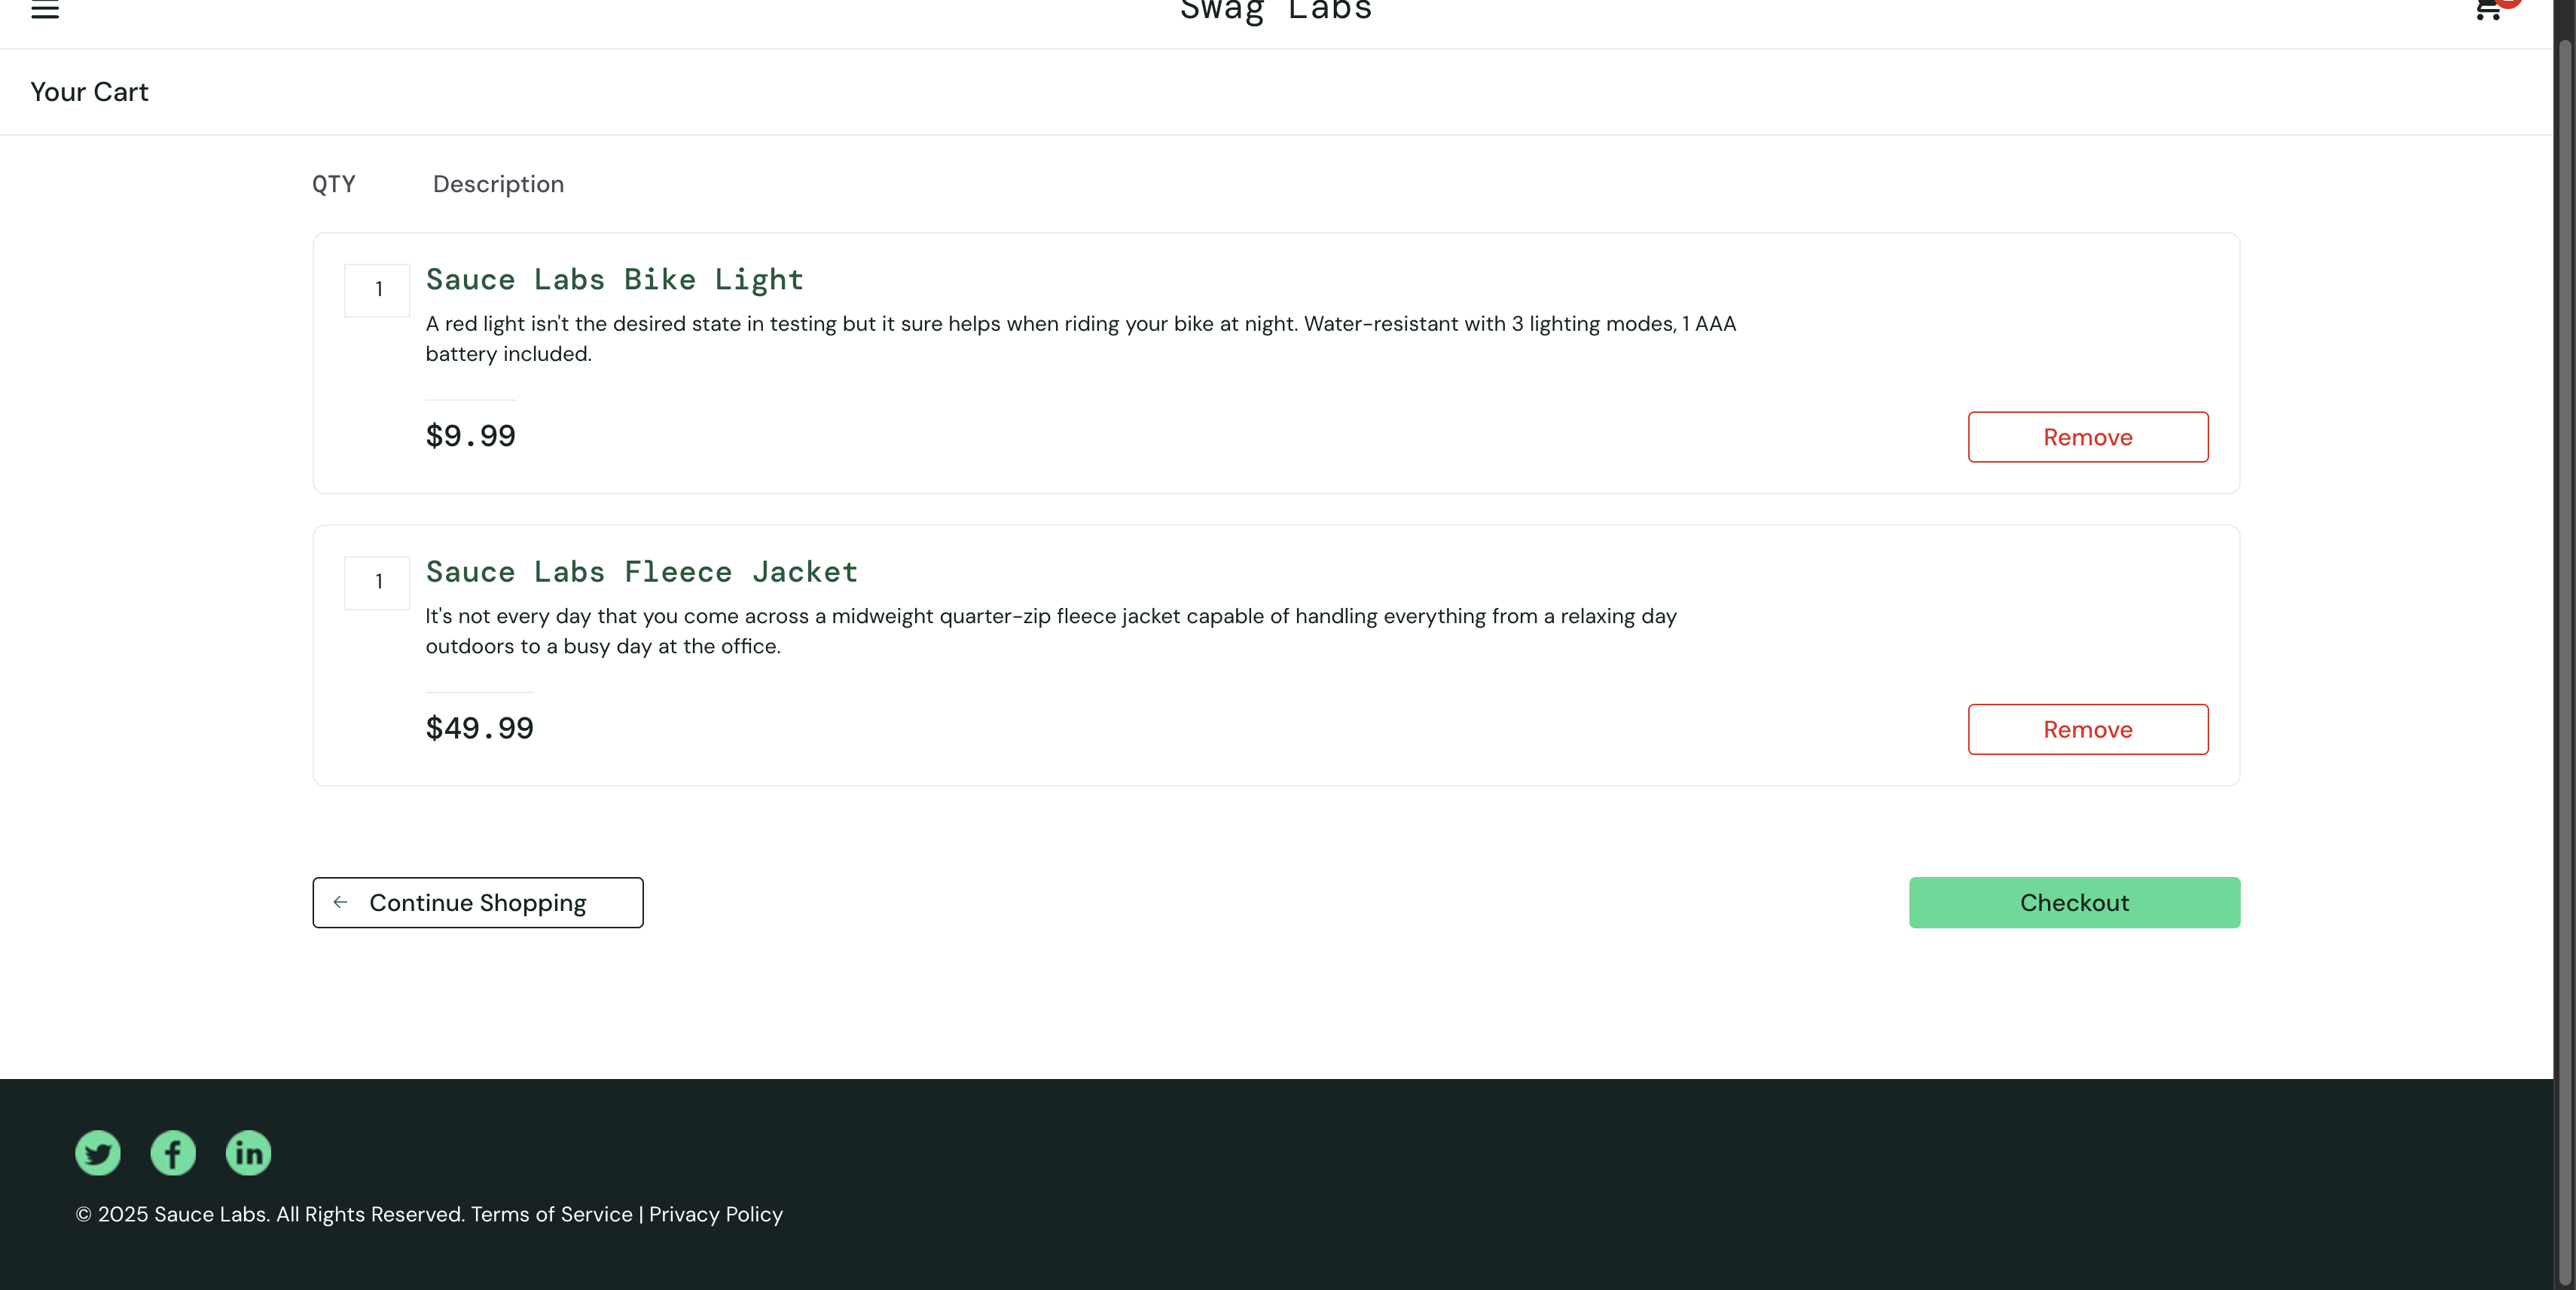 Swag Labs
Your Cart
QTY Description
1 Sauce Labs Bike Light
A red light isn't the desired state in testing but it sure helps when riding your bike at night. Water-resistant with 3 lighting modes, 1 AAA
battery included.
$9.99 Remove
1 Sauce Labs Fleece Jacket
It's not every day that you come across a midweight quarter-zip fleece jacket capable of handling everything from a relaxing day
outdoors to a busy day at the office.
$49.99 Remove
← Continue Shopping Checkout
© 2025 Sauce Labs. All Rights Reserved. Terms of Service | Privacy Policy